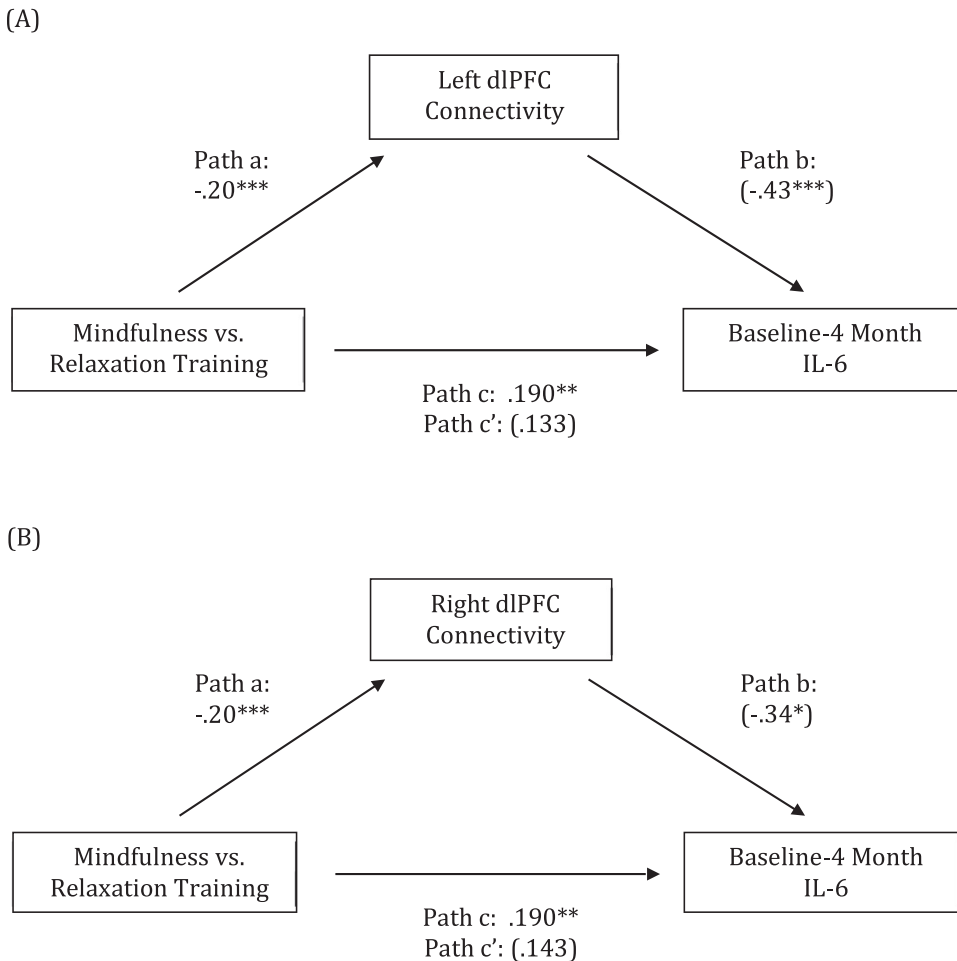 (A)
Left dlPFC
Connectivity
Path a:
-.20***
Path b:
(-.43***)
Mindfulness vs.
Relaxation Training
Baseline-4 Month
IL-6
Path c:  .190**
Path c’: (.133)
(B)
Right dlPFC
Connectivity
Path a:
-.20***
Path b:
(-.34*)
Mindfulness vs.
Relaxation Training
Baseline-4 Month
IL-6
Path c:  .190**
Path c’: (.143)